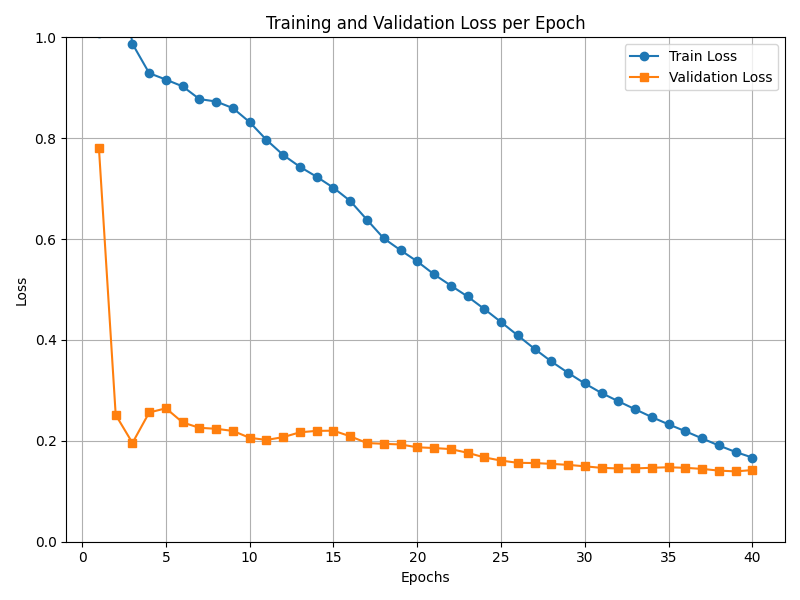 Training and Validation Loss per Epoch
Train Loss
Validation Loss
1.0
0.8
0.6
0.4
0.2
0.0
Loss
0 5 10 15 20 25 30 35 40
Epochs